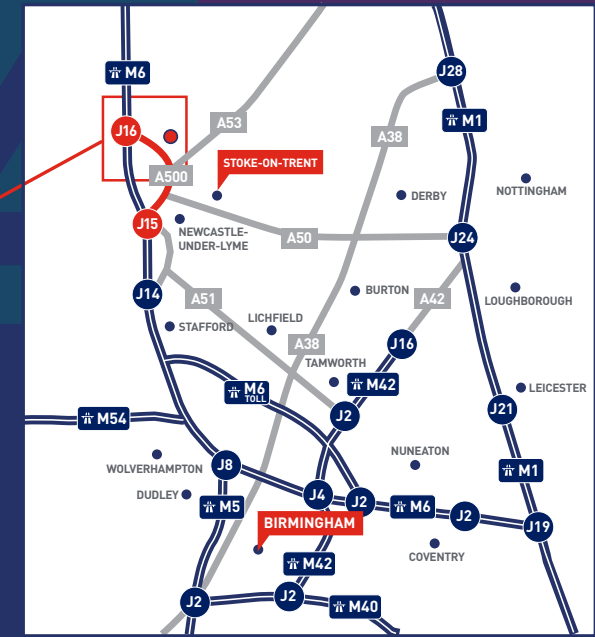 M6
J28
M1
A53
J16
A38
STOKE-ON-TRENT
A500
NOTTINGHAM
DERBY
J15
NEWCASTLE-
UNDER-LYME
A50
J24
J14
A51
BURTON
A42
LOUGHBOROUGH
LICHFIELD
STAFFORD
A38
J16
TAMWORTH
M42
M6
TOLL
LEICESTER
J21
M54
J2
NUNEATON
WOLVERHAMPTON
J8
M1
DUDLEY
J4
J2
M5
M6
J2
BIRMINGHAM
J19
COVENTRY
M42
J2
J2
M40